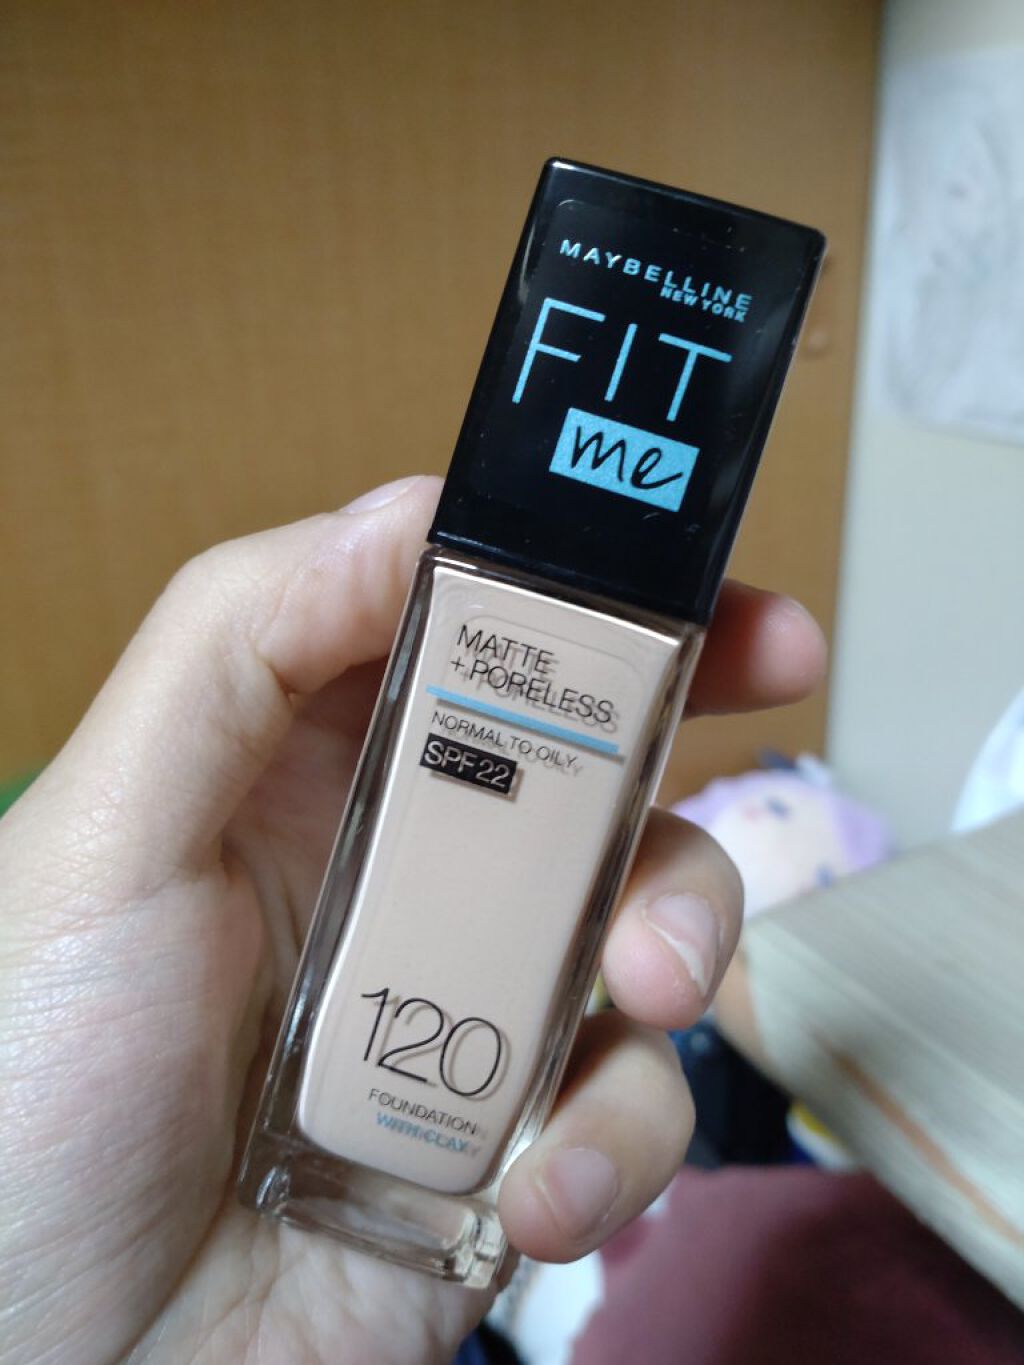 MAYBELLINE
NEW YORK
FIT
me
MATTE
+ PORELESS
NORMAL TO OILY
SPF 22
120
FOUNDATION
WITH CLAY